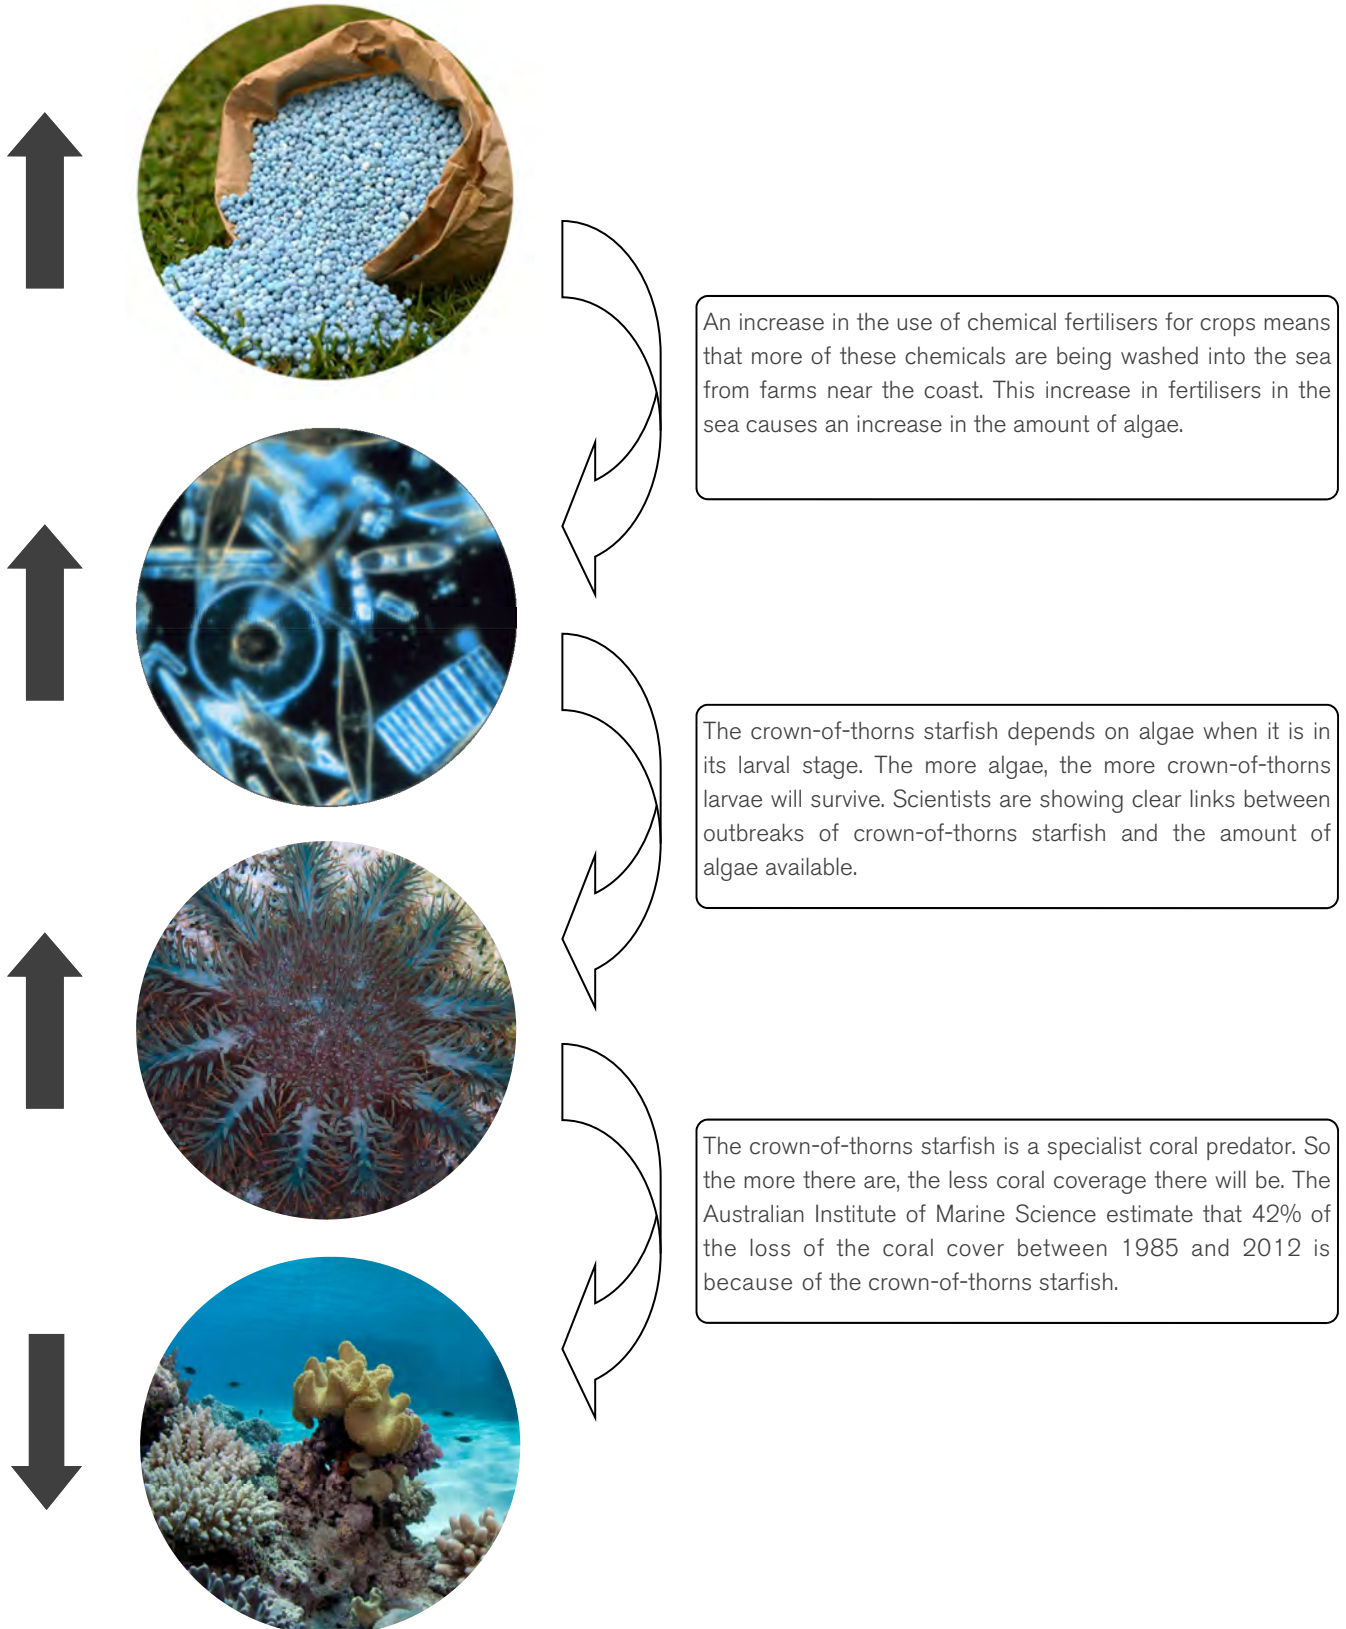 An increase in the use of chemical fertilisers for crops means
that more of these chemicals are being washed into the sea
from farms near the coast. This increase in fertilisers in the
sea causes an increase in the amount of algae.
The crown-of-thorns starfish depends on algae when it is in
its larval stage. The more algae, the more crown-of-thorns
larvae will survive. Scientists are showing clear links between
outbreaks of crown-of-thorns starfish and the amount of
algae available.
The crown-of-thorns starfish is a specialist coral predator. So
the more there are, the less coral coverage there will be. The
Australian Institute of Marine Science estimate that 42% of
the loss of the coral cover between 1985 and 2012 is
because of the crown-of-thorns starfish.